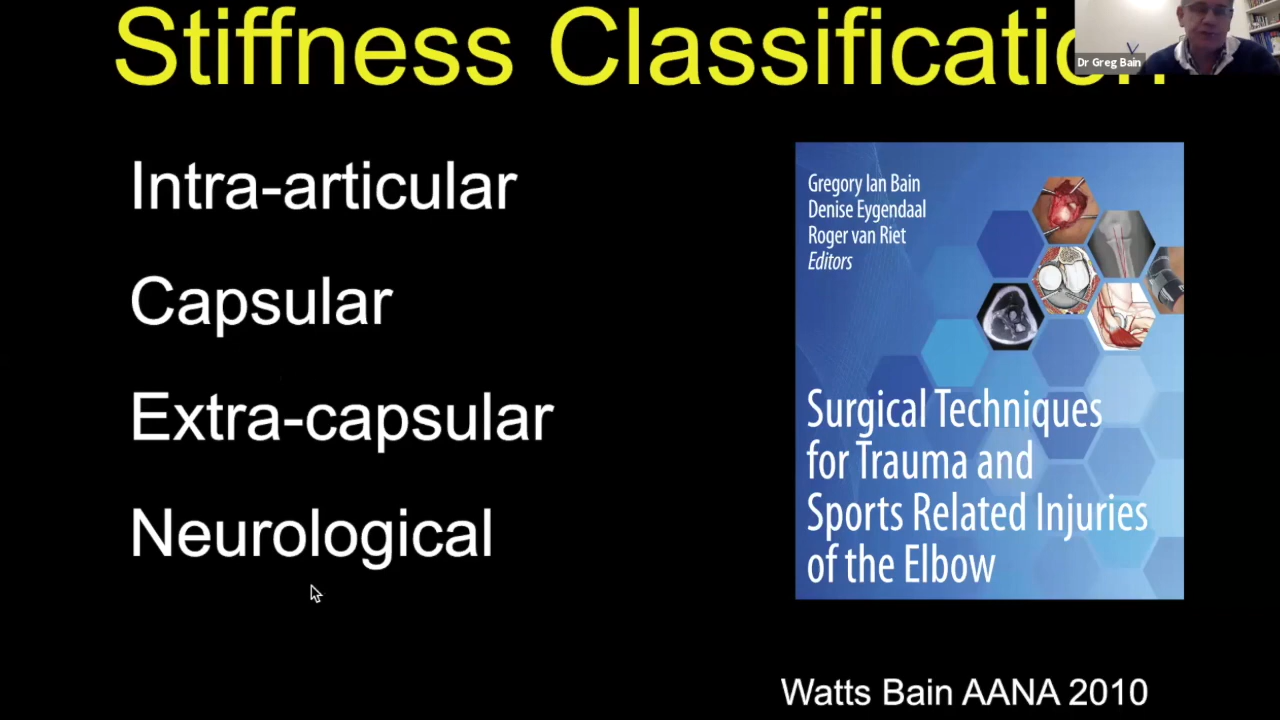 Stiffness Classification.
Dr Greg Bain
Intra-articular
Capsular
Extra-capsular
Neurological
Gregory Ian Bain
Denise Eygendaal
Roger van Riet
Editors
Surgical Techniques
for Trauma and
Sports Related Injuries
of the Elbow
Watts Bain AANA 2010